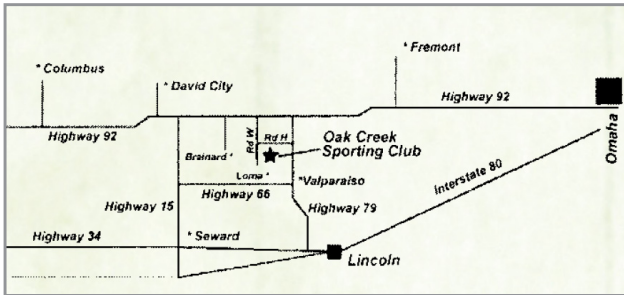 * Fremont
* Columbus
* David City
Highway 92
Highway 92
Rd W
Rd H
Oak Creek
Sporting Club
Omaha
Brainard *
Loma *
*Valparaiso
Interstate 80
Highway 66
Highway 15
Highway 79
Highway 34
* Seward
Lincoln